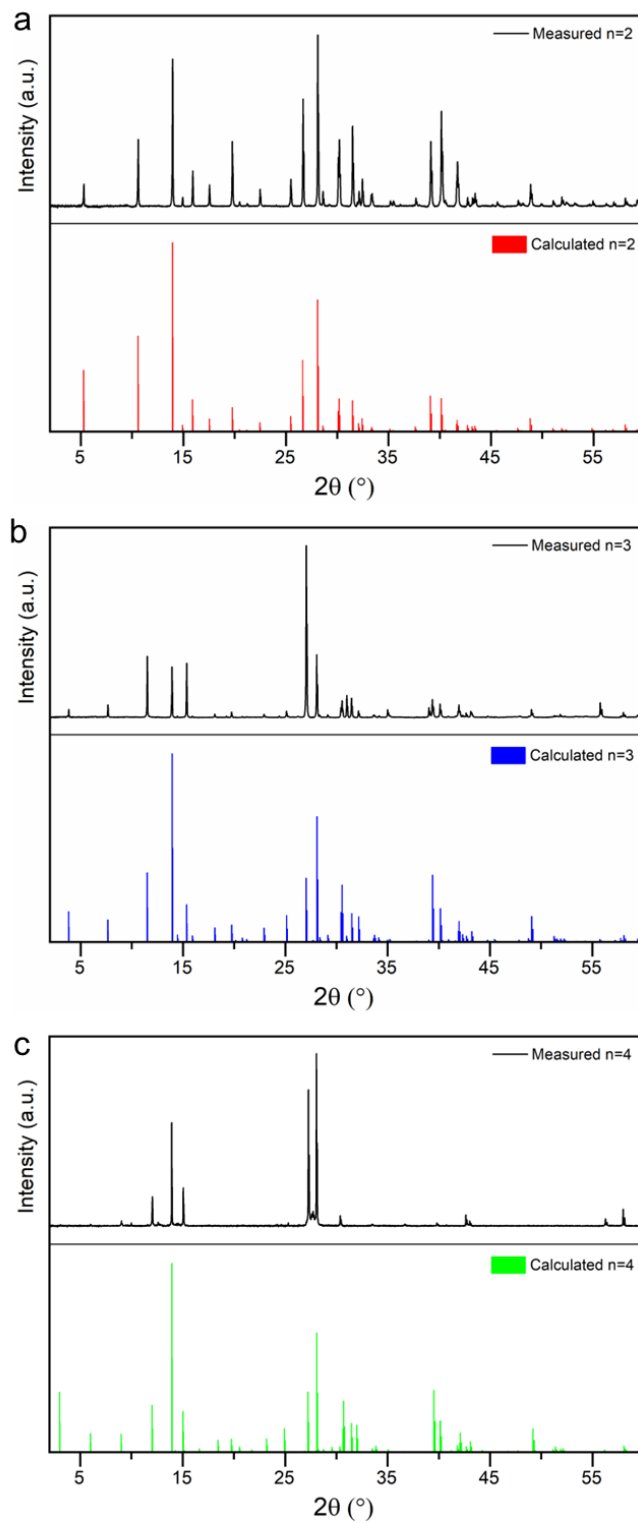 a
Measured n=2
Intensity (a.u.)
Calculated n=2
5 15 25 35 45 55
2θ (°)
b
Measured n=3
Intensity (a.u.)
Calculated n=3
5 15 25 35 45 55
2θ (°)
c
Measured n=4
Intensity (a.u.)
Calculated n=4
5 15 25 35 45 55
2θ (°)